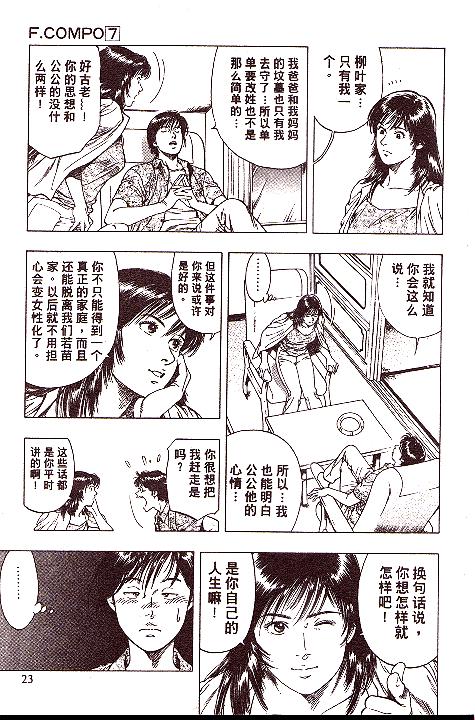 F.COMPO 7
柳叶家…
只有我一
个。
我爸爸和我妈妈
的坟墓也只有我
去守了…所以单
单要改姓也不是
那么简单的…
好古老~！
你的思想和
公公的没什
么两样！
我就知道
你会这么
说…
………
但这件事对
你来说或许
是好的。
你不只能得到一个
真正的家庭，而且
还能脱离我们若苗
家。以后就不用担
心会变女性化了。
所以…我
也能明白
公公他的
心情…
你很想把
我赶走是
吗？
这些话都
是你平时
讲的啊！
换句话说，
你想怎样就
怎样吧！
是你自己的
人生嘛！
………
23